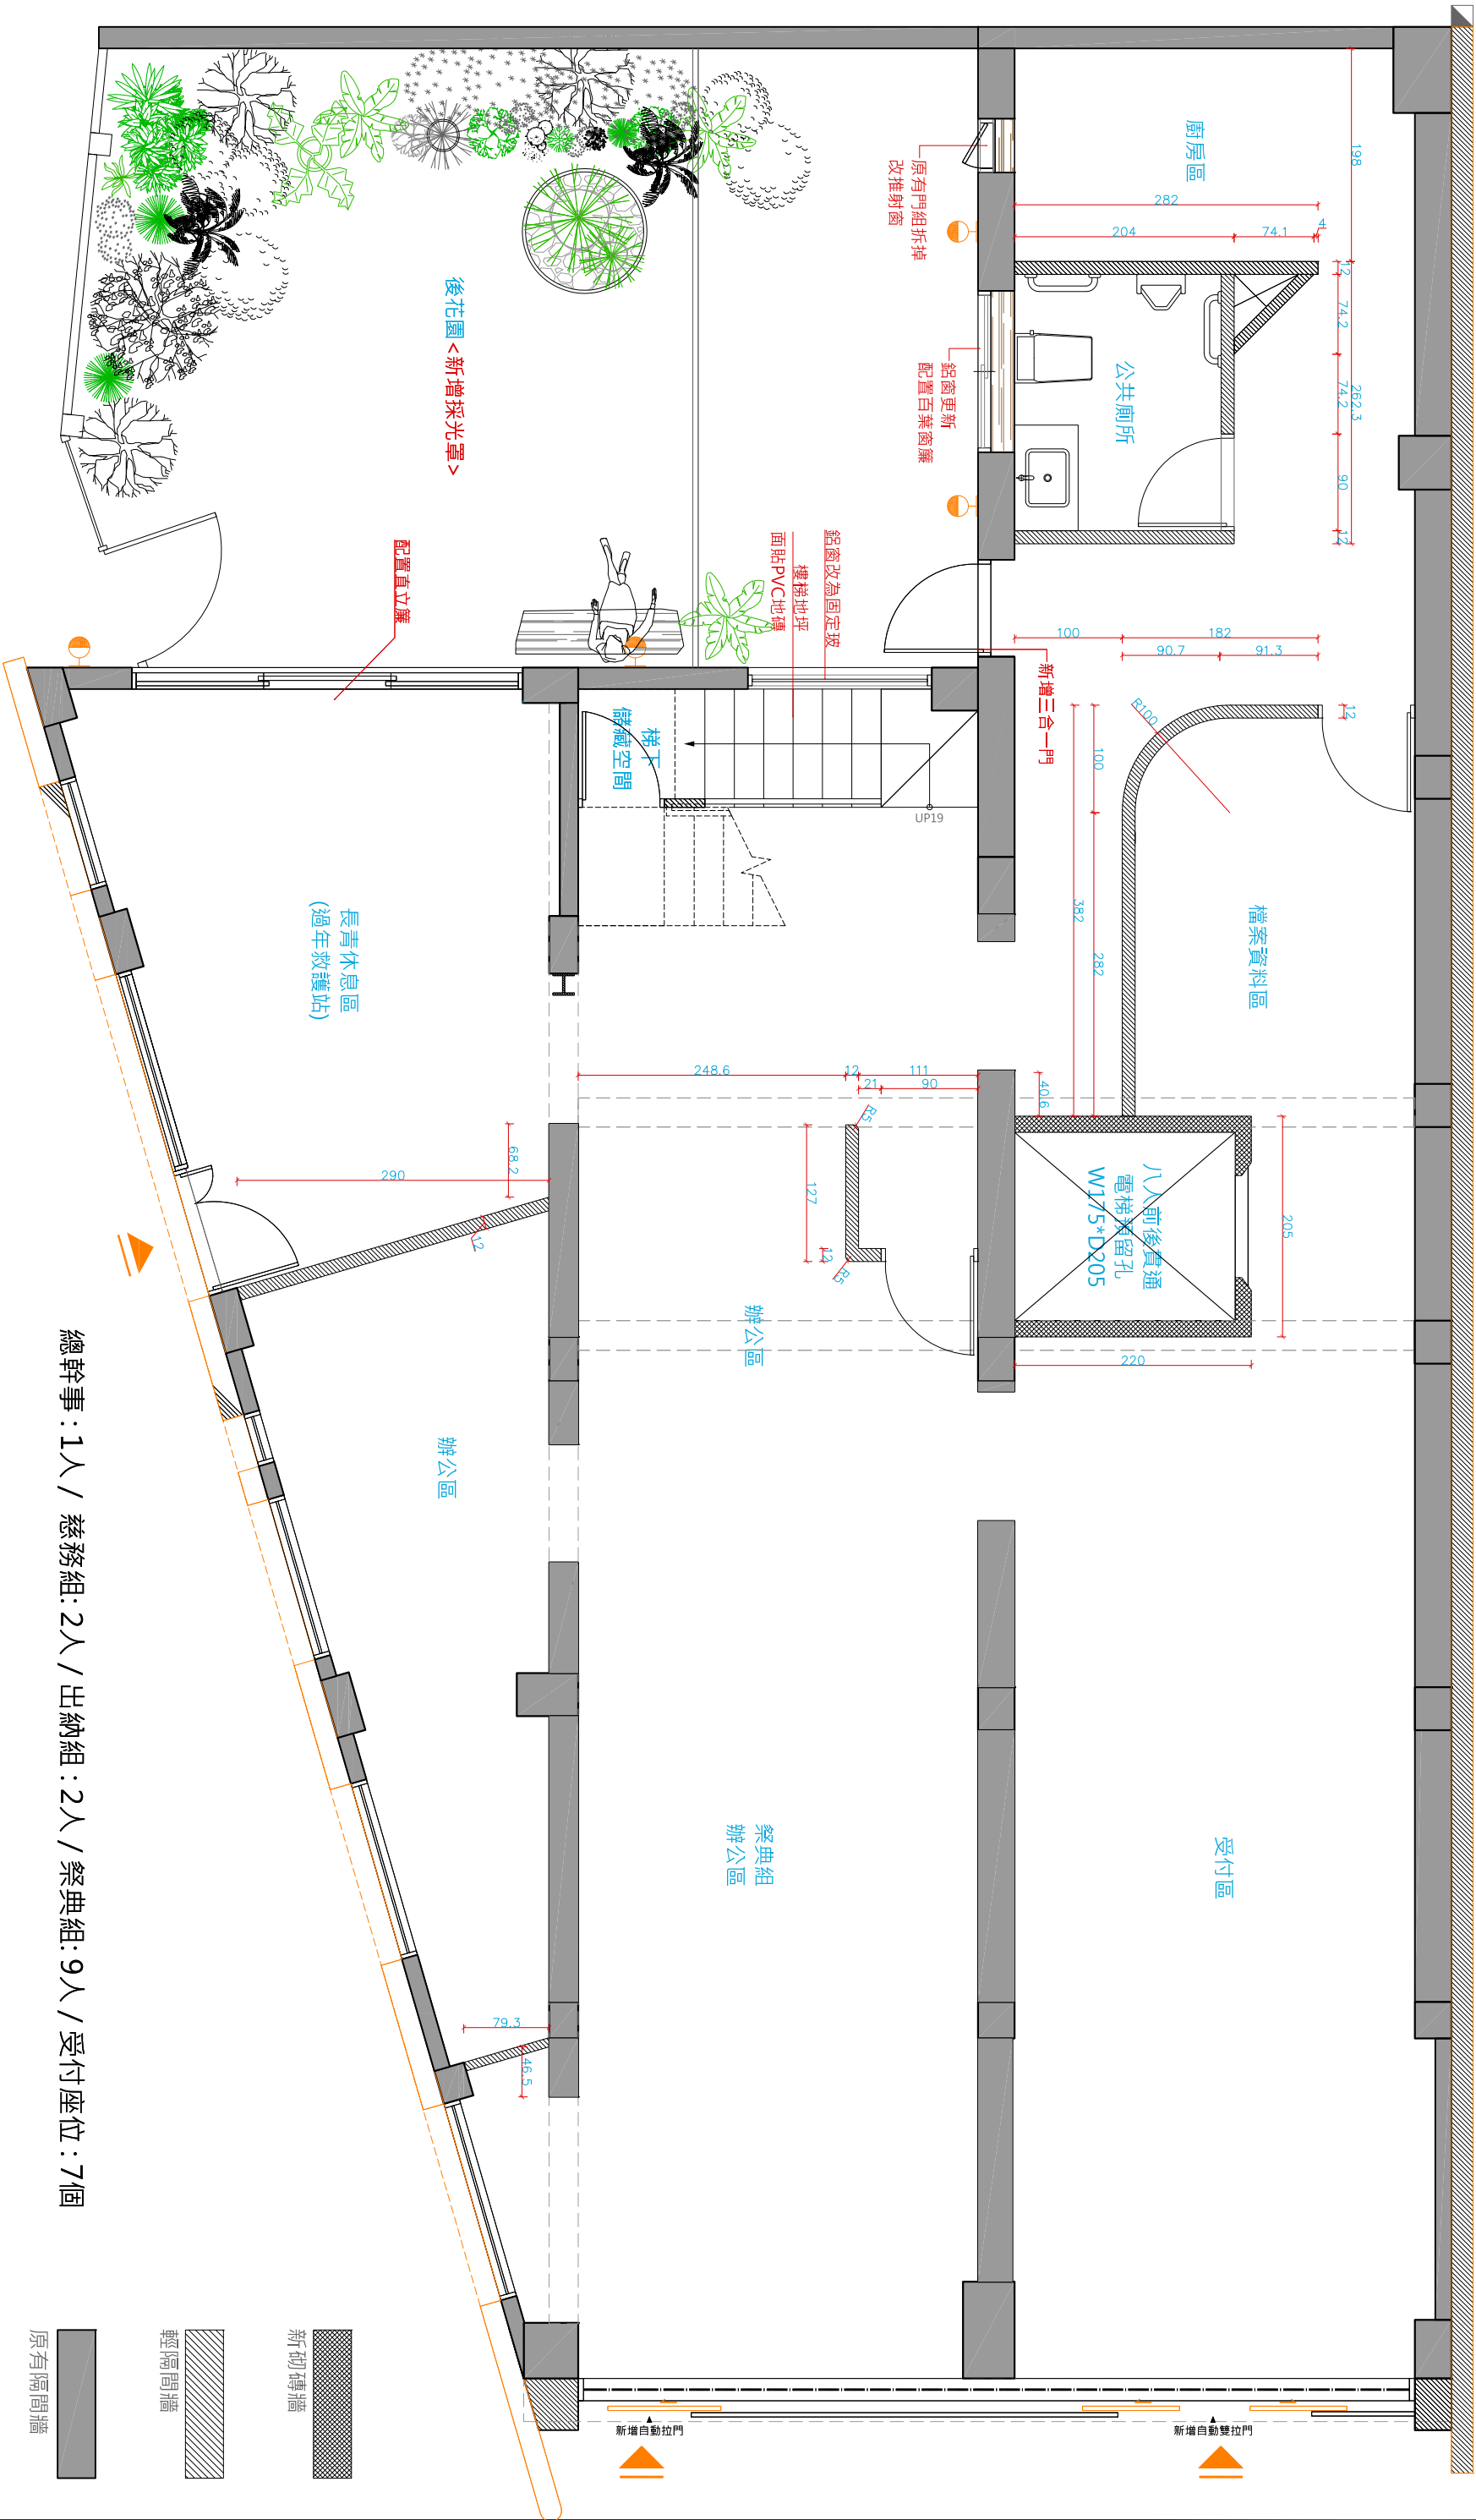 廚房區
198
282
204
74.1
4
12
74.2
262.3
74.2
90
12
公共廁所
原有門組拆掉
改推射窗
鋁窗更新
配置百葉窗簾
後花園<新增採光罩>
配置直立簾
鋁窗改為固定玻
樓梯地坪
面貼PVC地磚
新增三合一門
100
182
90.7
91.3
R100
12
100
382
282
檔案資料區
梯下
儲藏空間
UP19
長青休息區
(過年救護站)
248.6
12
111
21
90
40.6
R5
127
12
R5
八人前後貫通
電梯預留孔
W175*D205
205
220
68.2
290
12
辦公區
辦公區
祭典組
辦公區
受付區
79.3
46.5
總幹事:1人/ 慈務組:2人/出納組:2人/祭典組:9人/受付座位:7個
新砌磚牆
輕隔間牆
原有隔間牆
新增自動拉門
新增自動雙拉門